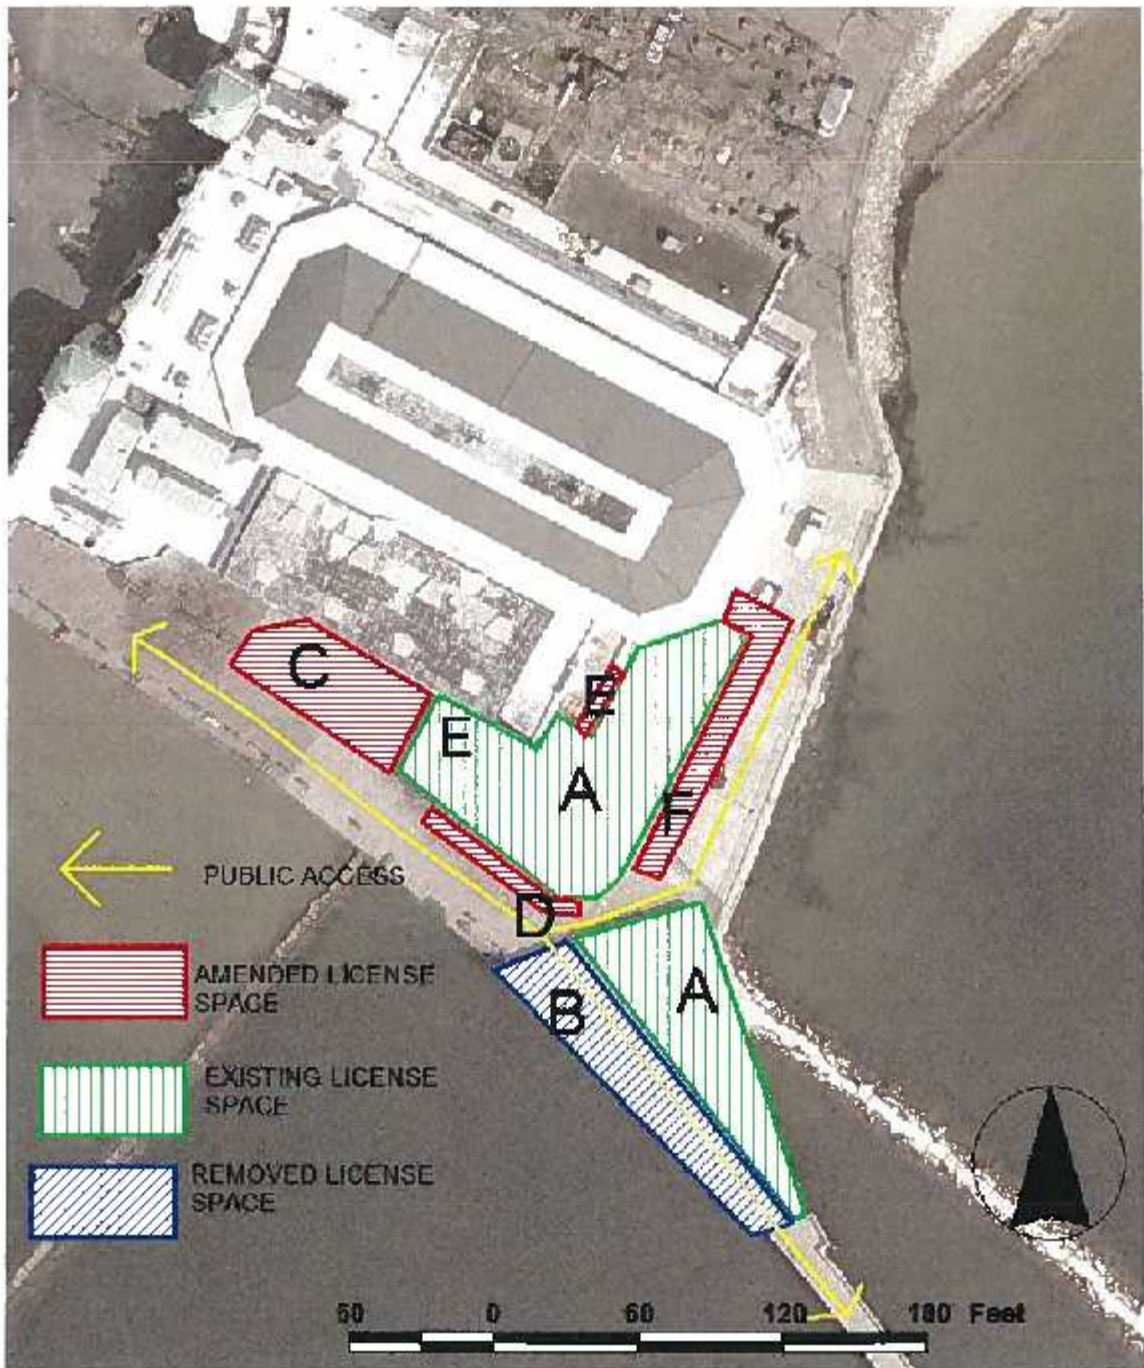 C
E
E
A
F
PUBLIC ACCESS
D
AMENDED LICENSE
SPACE
A
B
EXISTING LICENSE
SPACE
REMOVED LICENSE
SPACE
60 0 60 120 180 Feet